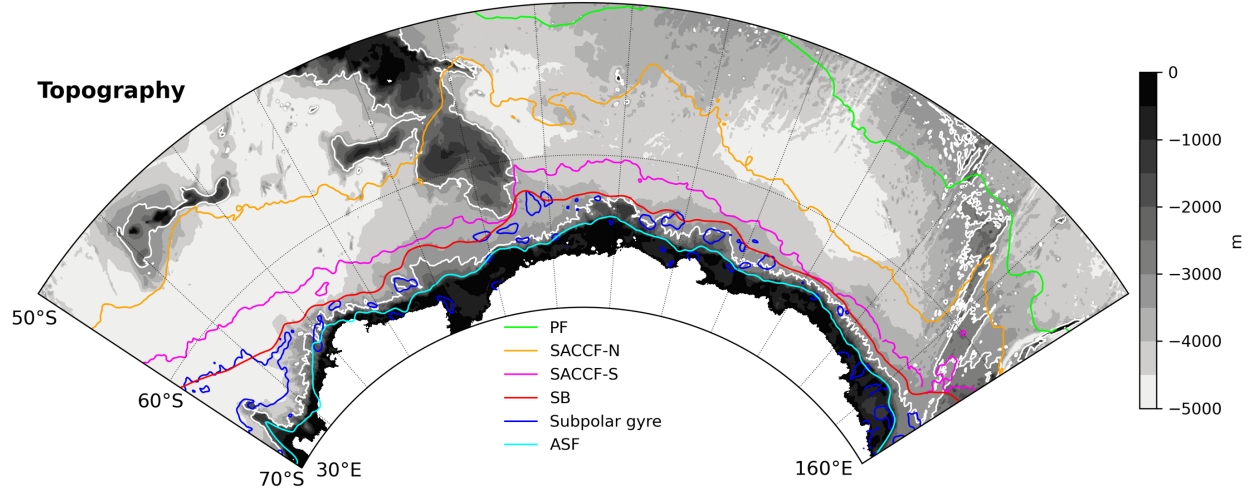 Topography
50°S
60°S
70°S
30°E
160°E
PF
SACCF-N
SACCF-S
SB
Subpolar gyre
ASF
0
−1000
−2000
−3000
−4000
−5000
m